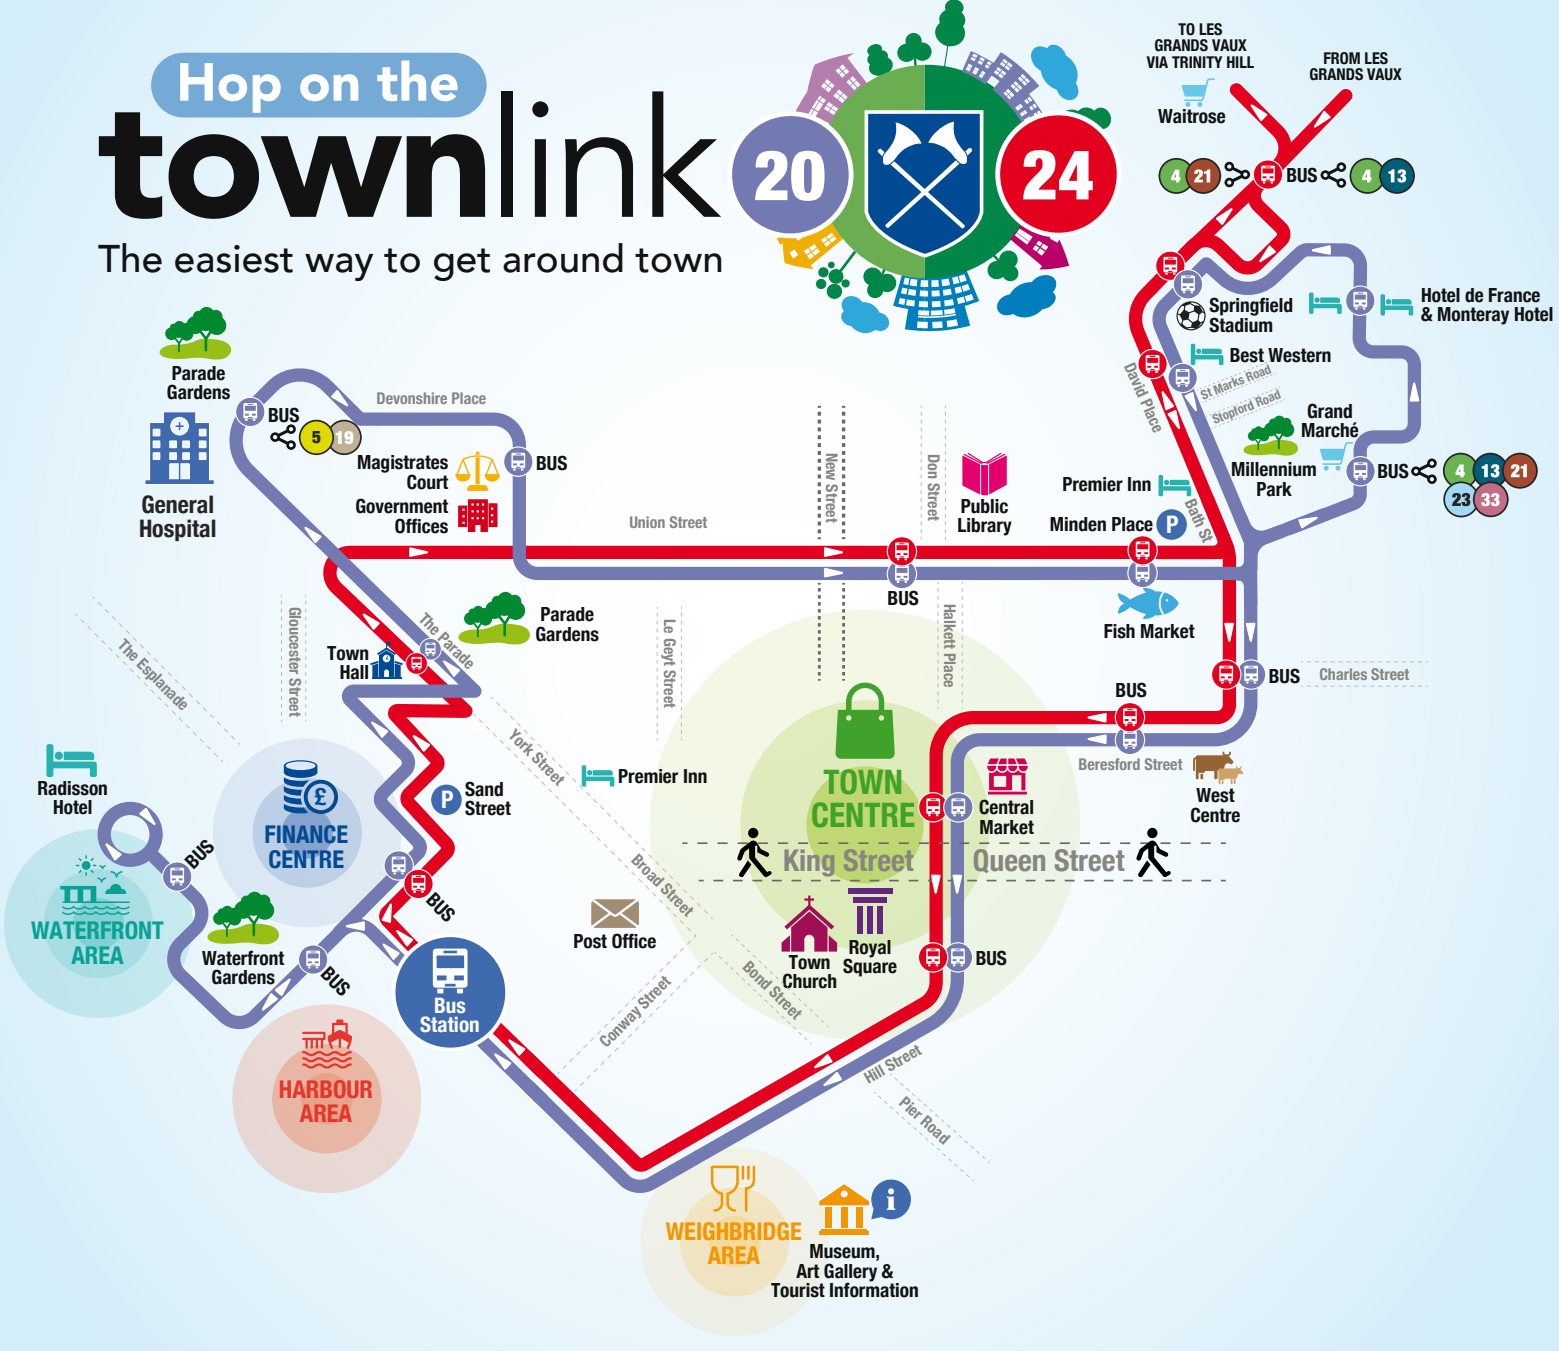 Hop on the
townlink
The easiest way to get around town
20
24
TO LES
GRANDS VAUX
VIA TRINITY HILL
FROM LES
GRANDS VAUX
Waitrose
4 21
BUS
4 13
Springfield
Stadium
Hotel de France
& Monteray Hotel
Best Western
St Marks Road
Stopford Road
David Place
Grand
Marché
Millennium
Park
BUS
4 13 21
23 33
Parade
Gardens
BUS
5 19
Devonshire Place
General
Hospital
Magistrates
Court
BUS
Government
Offices
Union Street
New Street
Don Street
Public
Library
Premier Inn
Minden Place
P
Bath St
BUS
Fish Market
Parade
Gardens
The Parade
Gloucester Street
The Esplanade
Town
Hall
Le Geyt Street
Halkett Place
BUS
Charles Street
BUS
Beresford Street
West
Centre
York Street
Premier Inn
TOWN
CENTRE
Central
Market
King Street
Queen Street
Radisson
Hotel
P
Sand
Street
£
FINANCE
CENTRE
BUS
BUS
WATERFRONT
AREA
Waterfront
Gardens
BUS
Broad Street
Post Office
Town
Church
Royal
Square
BUS
Bond Street
Conway Street
Bus
Station
Hill Street
Pier Road
HARBOUR
AREA
WEIGHBRIDGE
AREA
i
Museum,
Art Gallery &
Tourist Information